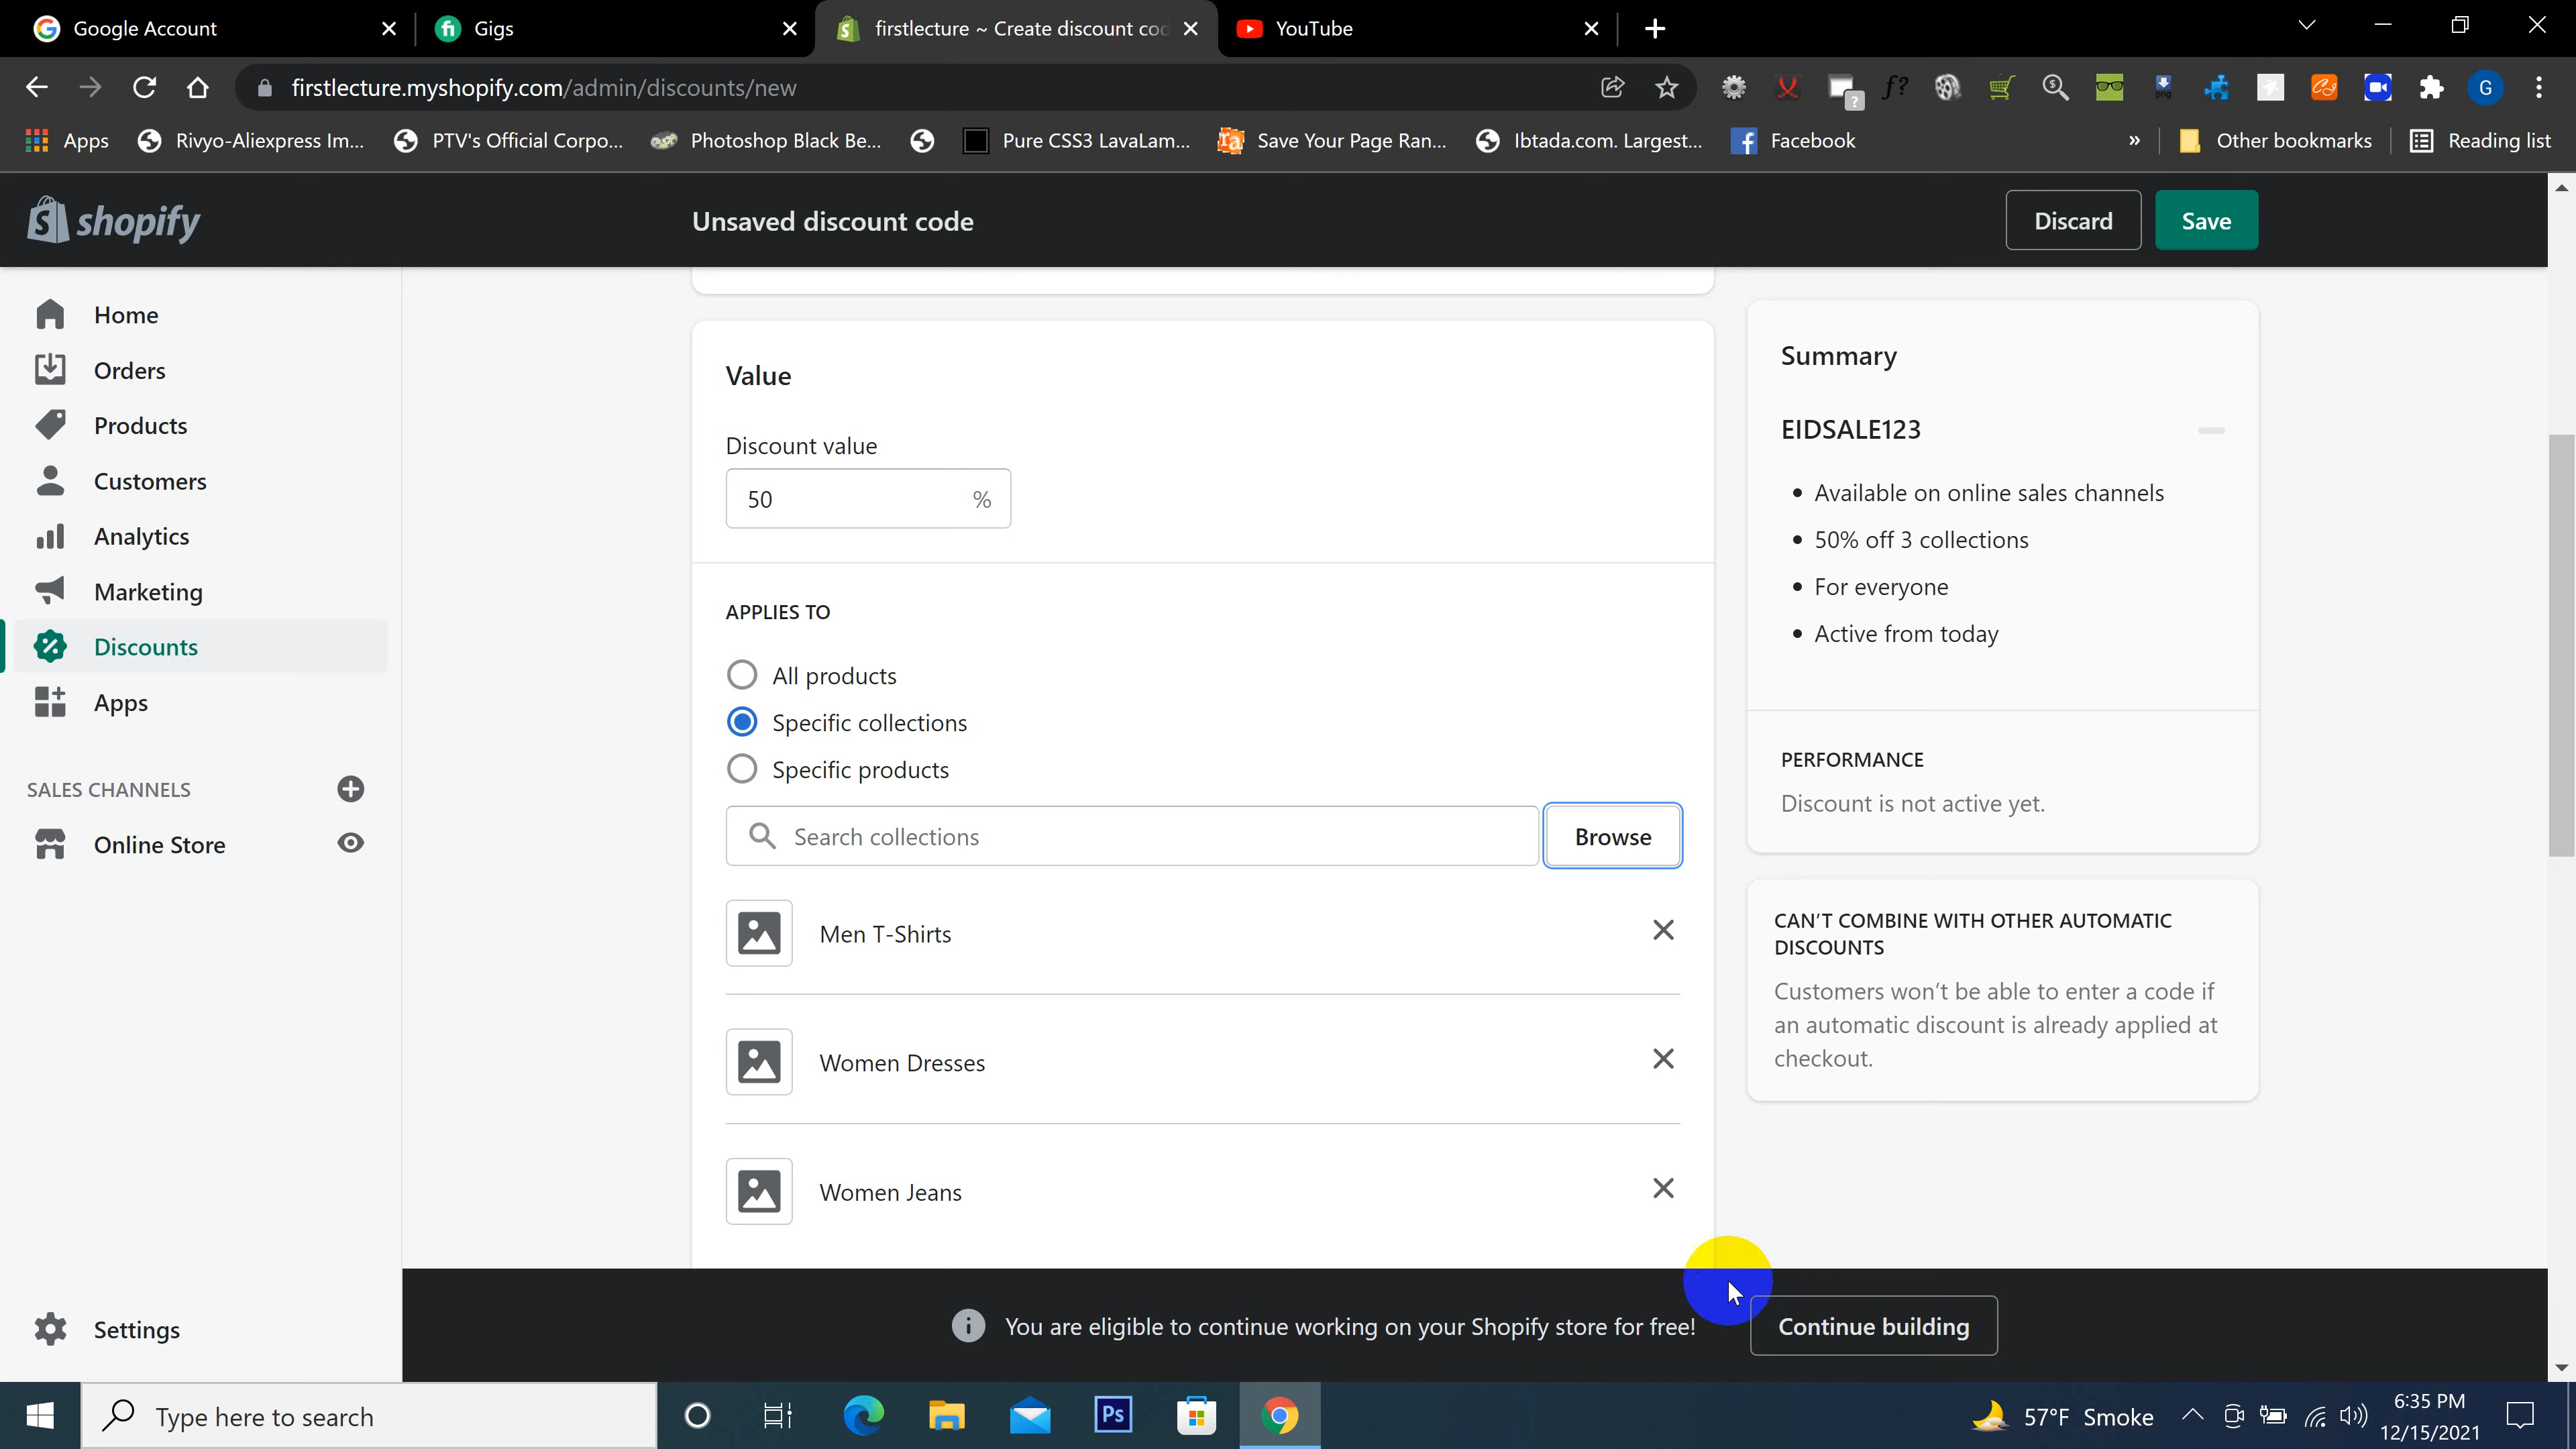 Google Account
Gigs
firstlecture ~ Create discount cod
YouTube
firstlecture.myshopify.com/admin/discounts/new
Apps
Rivyo-Aliexpress Im...
PTV's Official Corpo...
Photoshop Black Be...
Pure CSS3 LavaLam...
Save Your Page Ran...
Ibtada.com. Largest...
Facebook
»
Other bookmarks
Reading list
shopify
Unsaved discount code
Discard
Save
Home
Orders
Products
Customers
Analytics
Marketing
Discounts
Apps
SALES CHANNELS
Online Store
Settings
Value
Discount value
50 %
APPLIES TO
All products
Specific collections
Specific products
Search collections
Browse
Men T-Shirts
Women Dresses
Women Jeans
Summary
EIDSALE123
• Available on online sales channels
• 50% off 3 collections
• For everyone
• Active from today
PERFORMANCE
Discount is not active yet.
CAN'T COMBINE WITH OTHER AUTOMATIC
DISCOUNTS
Customers won't be able to enter a code if
an automatic discount is already applied at
checkout.
You are eligible to continue working on your Shopify store for free!
Continue building
Type here to search
Ps
57°F Smoke
6:35 PM
12/15/2021